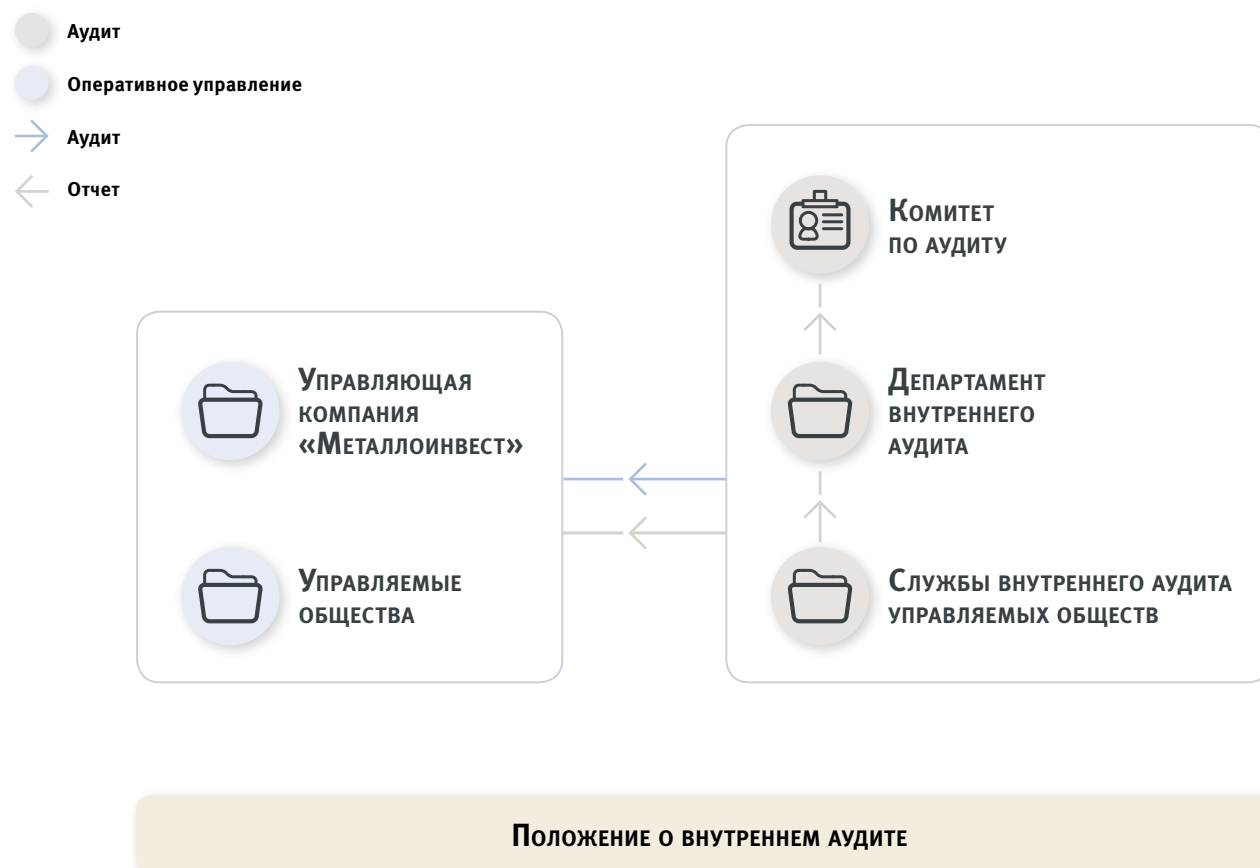 Аудит
Оперативное управление
Аудит
Отчет
Комитет
по аудиту
Управляющая
компания
«Металлоинвест»
Департамент
внутреннего
аудита
Управляемые
общества
Службы внутреннего аудита
управляемых обществ
Положение о внутреннем аудите